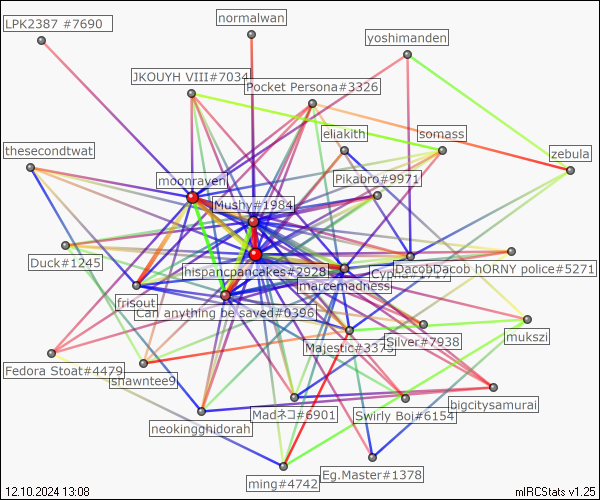 LPK2387 #7690
normalwan
yoshimanden
JKOUYH VIII#7034
Pocket Persona#3326
eliakith
somass
thesecondtwat
zebula
moonraven
Pikabro#9971
Mushy#1984
Duck#1245
hispancpancakes#2928
DacobDacob hORNY police#5271
marcemadness
frisout
Can anything be saved#0396
Majestic#3373
Silver#7938
mukszi
Fedora Stoat#4479
shawntee9
neokingghidorah
Madネコ#6901
Swirly Boi#6154
bigcitysamurai
ming#4742
Eg.Master#1378
12.10.2024 13:08
mIRCStats v1.25